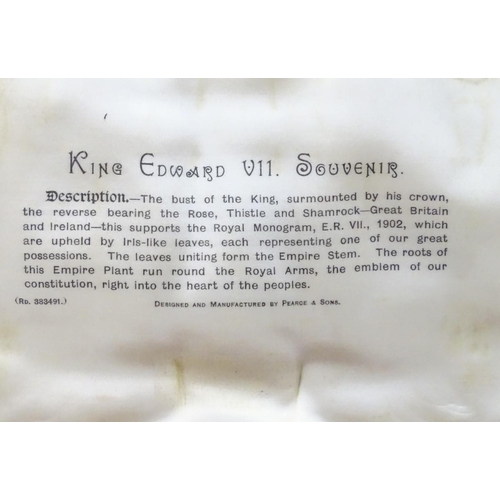 King Edward VII. Souvenir.
Description.—The bust of the King, surmounted by his crown,
the reverse bearing the Rose, Thistle and Shamrock—Great Britain
and Ireland—this supports the Royal Monogram, E.R. VII., 1902, which
are upheld by Iris-like leaves, each representing one of our great
possessions. The leaves uniting form the Empire Stem. The roots of
this Empire Plant run round the Royal Arms, the emblem of our
constitution, right into the heart of the peoples.
(Rd. 383491.) Designed and Manufactured by Pearce & Sons.